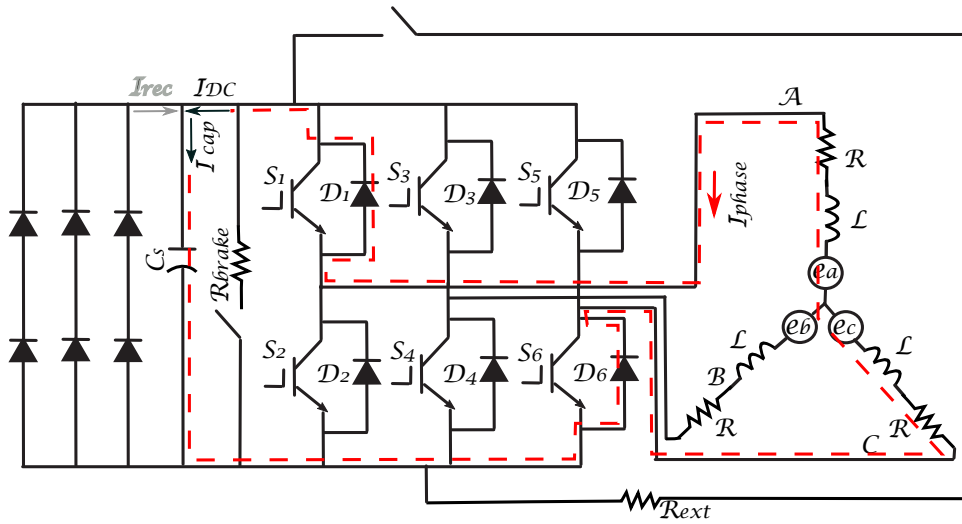 Irec
IDC
I cap
Cs
Rbrake
S1
D1
S3
D3
S5
D5
S2
D2
S4
D4
S6
D6
A
R
L
Iphase
ea
eb
ec
L
L
B
R
R
C
Rext